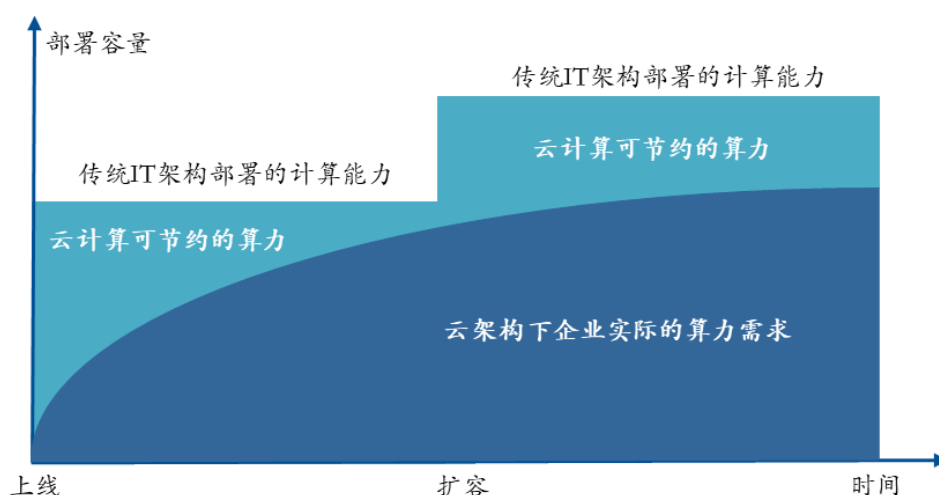 部署容量
传统IT架构部署的计算能力
云计算可节约的算力
传统IT架构部署的计算能力
云计算可节约的算力
云架构下企业实际的算力需求
上线
扩容
时间